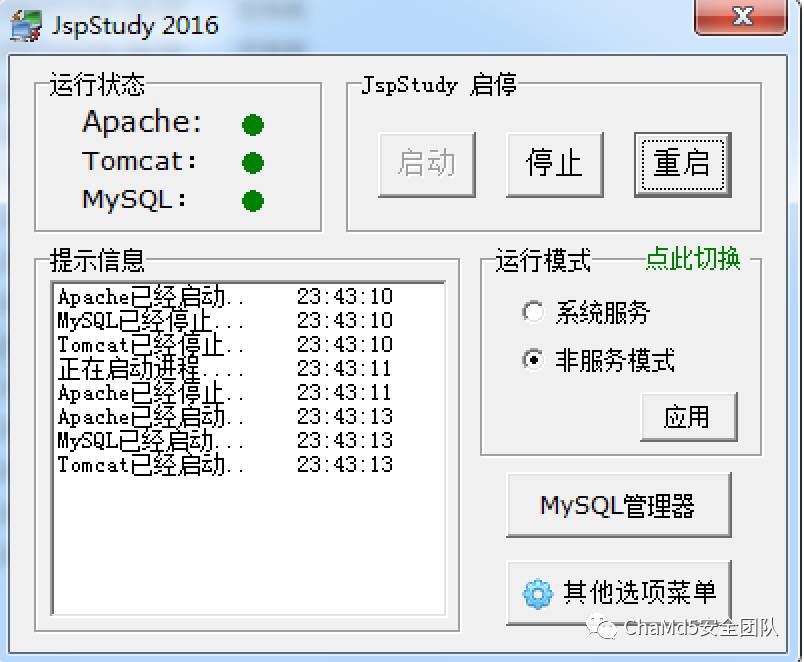 JspStudy 2016
运行状态
Apache:
Tomcat:
MySQL:
JspStudy 启停
启动
停止
重启
提示信息
Apache已经启动.. 23:43:10
MySQL已经停止... 23:43:10
Tomcat已经停止.. 23:43:10
正在启动进程.... 23:43:11
Apache已经停止.. 23:43:11
Apache已经启动.. 23:43:13
MySQL已经启动... 23:43:13
Tomcat已经启动.. 23:43:13
运行模式
点此切换
系统服务
非服务模式
应用
MySQL管理器
其他选项菜单
ChaMd5安全团队